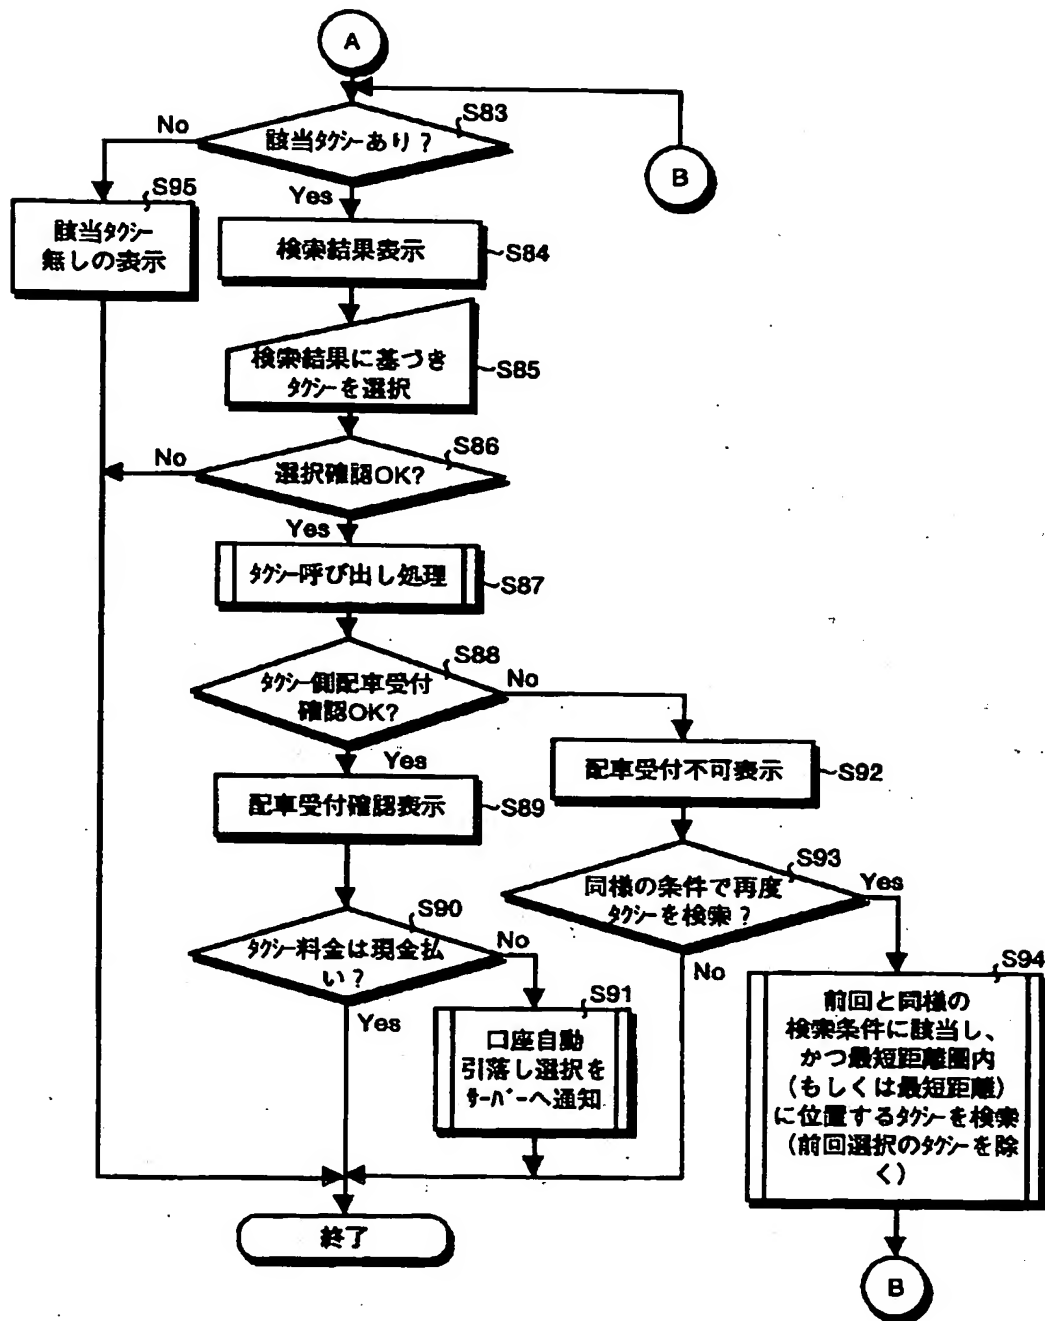 A
S83
No
該当タクシーあり?
B
S95
Yes
該当タクシー
無しの表示
検索結果表示
S84
検索結果に基づき
タクシーを選択
S85
S86
No
選択確認OK?
Yes
タクシー呼び出し処理
S87
S88
タクシー側配車受付
確認OK?
No
Yes
配車受付不可表示
S92
配車受付確認表示
S89
S93
同様の条件で再度
タクシーを検索?
Yes
S90
タクシー料金は現金払
い?
No
No
S94
Yes
S91
口座自動
引落し選択を
サーバーへ通知
前回と同様の
検索条件に該当し、
かつ最短距離圏内
(もしくは最短距離)
に位置するタクシーを検索
(前回選択のタクシーを除
く)
終了
B